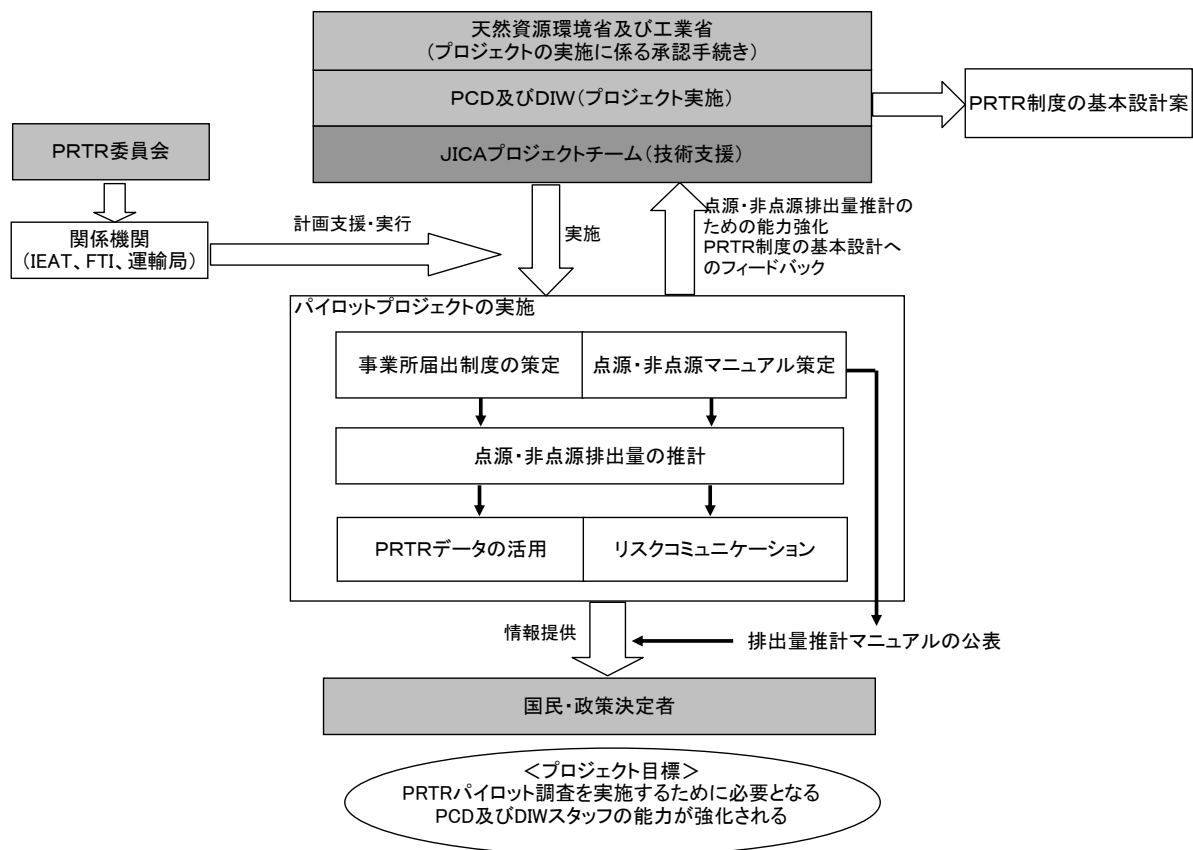 天然資源環境省及び工業省
(プロジェクトの実施に係る承認手続き)
PCD及びDIW(プロジェクト実施)
PRTR制度の基本設計案
JICAプロジェクトチーム(技術支援)
PRTR委員会
関係機関
(IEAT、FTI、運輸局)
計画支援・実行
実施
点源・非点源排出量推計の
ための能力強化
PRTR制度の基本設計へ
のフィードバック
パイロットプロジェクトの実施
事業所届出制度の策定
点源・非点源マニュアル策定
点源・非点源排出量の推計
PRTRデータの活用
リスクコミュニケーション
情報提供
排出量推計マニュアルの公表
国民・政策決定者
<プロジェクト目標>
PRTRパイロット調査を実施するために必要となる
PCD及びDIWスタッフの能力が強化される